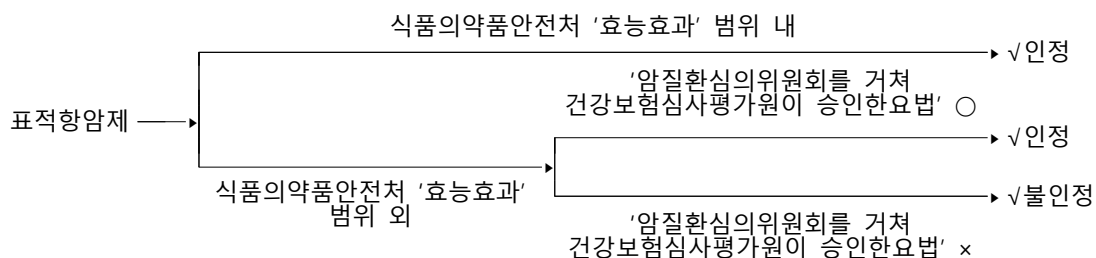 식품의약품안전처 '효능효과' 범위 내
√인정
'암질환심의위원회를 거쳐
건강보험심사평가원이 승인한요법' ○
표적항암제
√인정
식품의약품안전처 '효능효과'
범위 외
√불인정
'암질환심의위원회를 거쳐
건강보험심사평가원이 승인한요법' ×